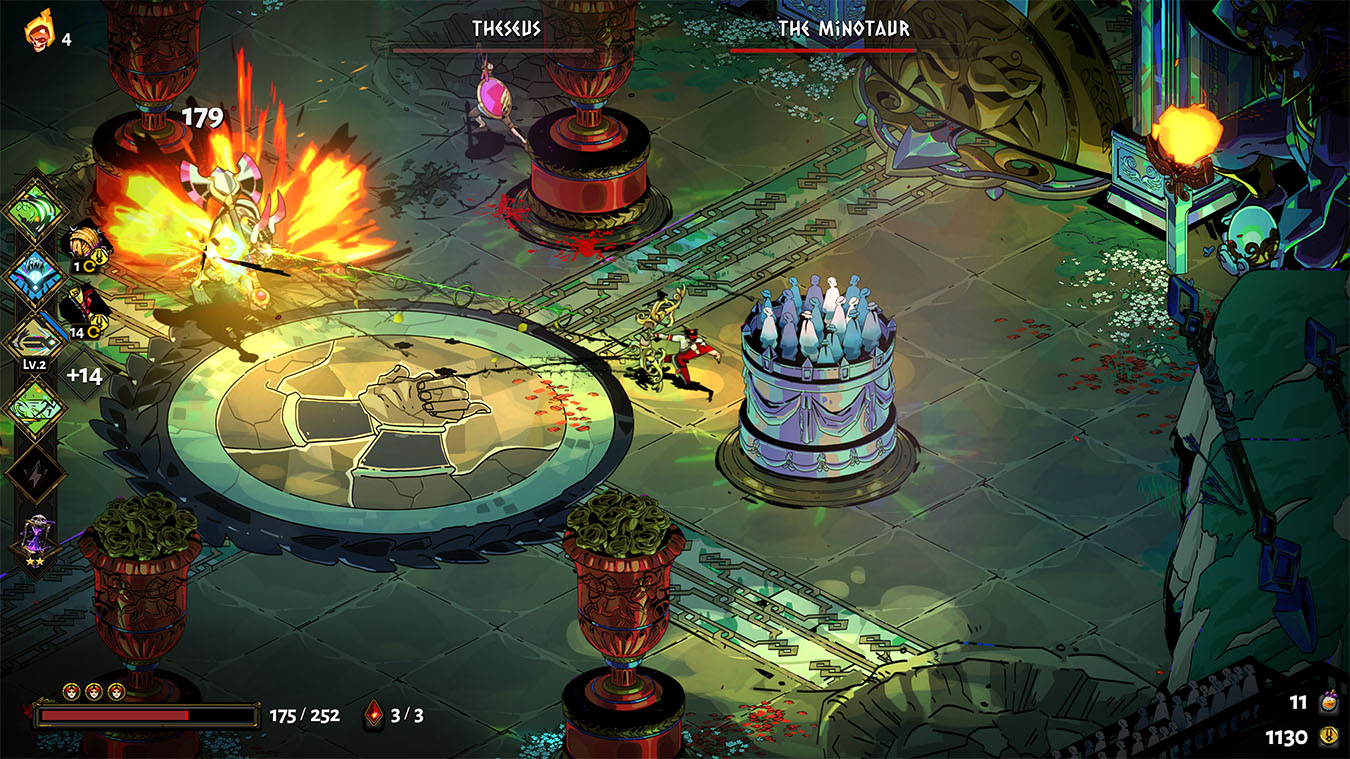 THESEUS
THE MINOTAUR
4
179
1
14
Lv.2
+14
175 / 252
3 / 3
11
1130